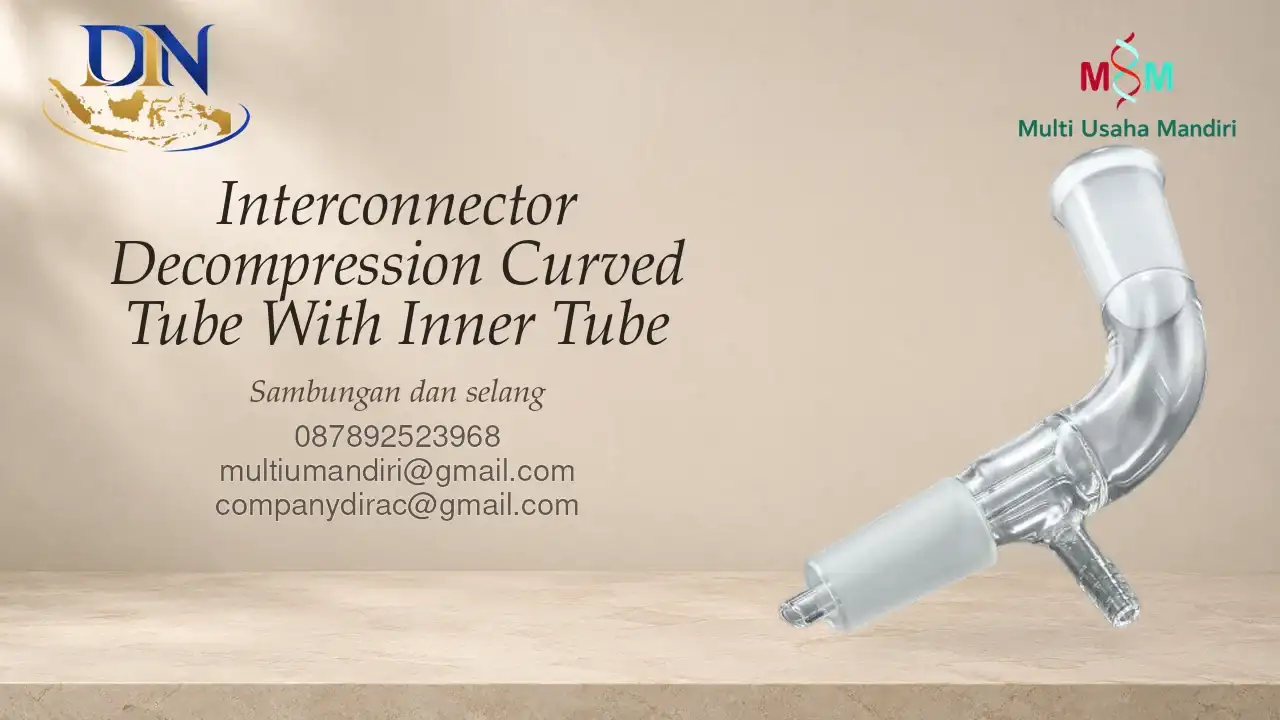 DN
MSM
Multi Usaha Mandiri
Interconnector
Decompression Curved
Tube With Inner Tube
Sambungan dan selang
087892523968
multiumandiri@gmail.com
companydirac@gmail.com